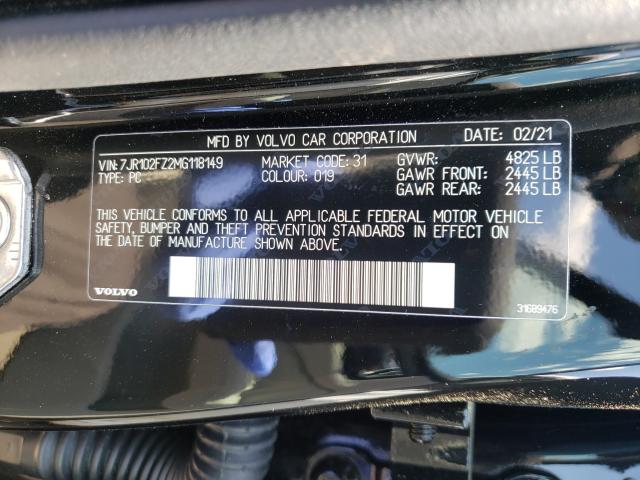 MFD BY VOLVO CAR CORPORATION DATE: 02/21
VIN: 7JR102FZ2MG118149 MARKET CODE: 31 GVWR: 4825 LB
TYPE: PC COLOUR: 019 GAWR FRONT: 2445 LB
GAWR REAR: 2445 LB
THIS VEHICLE CONFORMS TO ALL APPLICABLE FEDERAL MOTOR VEHICLE
SAFETY, BUMPER AND THEFT PREVENTION STANDARDS IN EFFECT ON
THE DATE OF MANUFACTURE SHOWN ABOVE.
VOLVO 31689476